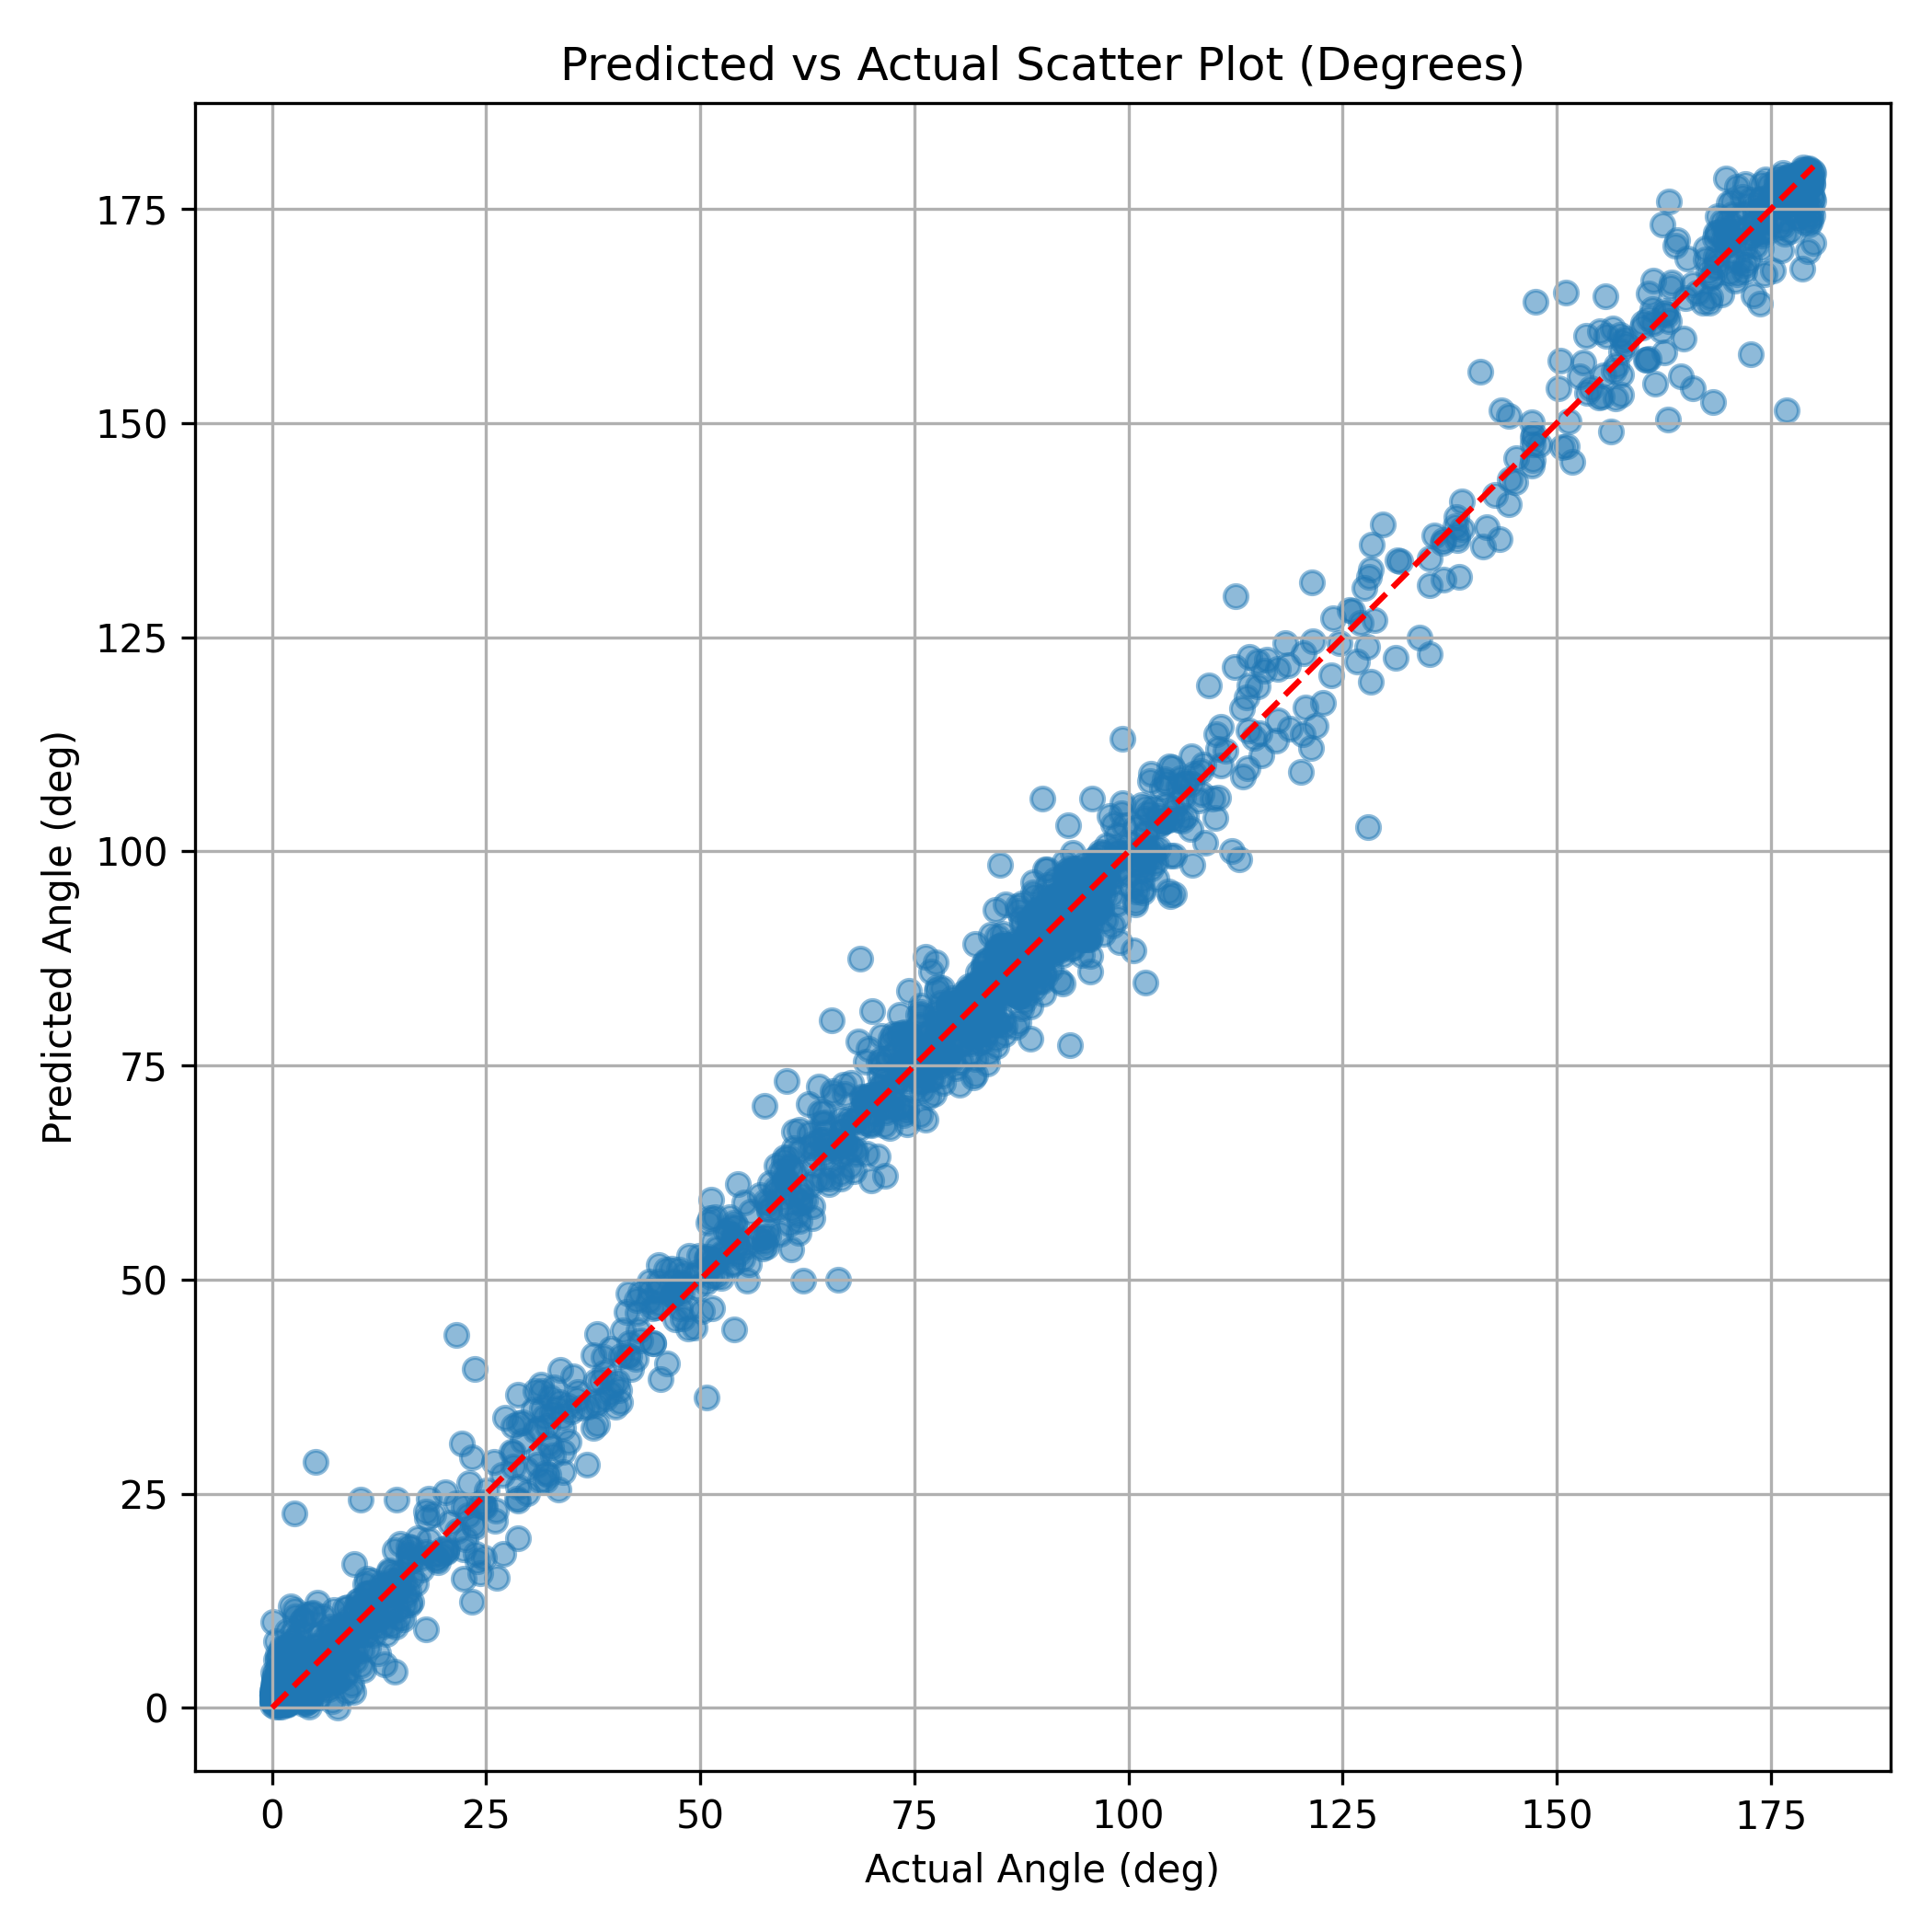 Predicted vs Actual Scatter Plot (Degrees)
175
150
125
100
75
50
25
0
Predicted Angle (deg)
0 25 50 75 100 125 150 175
Actual Angle (deg)